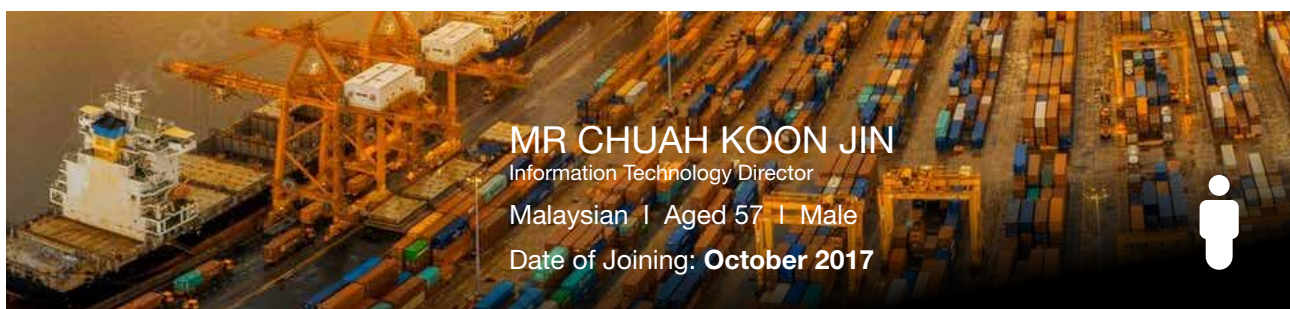 MR CHUAH KOON JIN
Information Technology Director
Malaysian I Aged 57 I Male
Date of Joining: October 2017